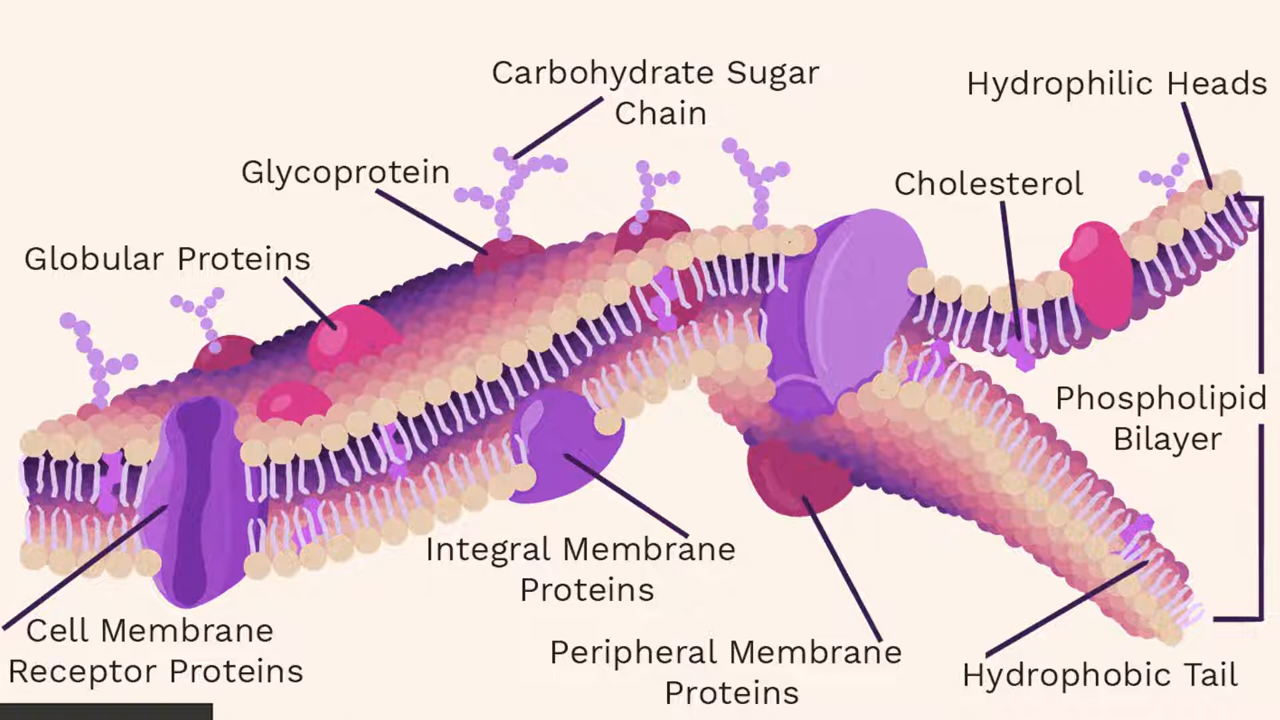 Carbohydrate Sugar
Chain
Hydrophilic Heads
Glycoprotein
Cholesterol
Globular Proteins
Phospholipid
Bilayer
Integral Membrane
Proteins
Cell Membrane
Receptor Proteins
Peripheral Membrane
Proteins
Hydrophobic Tail